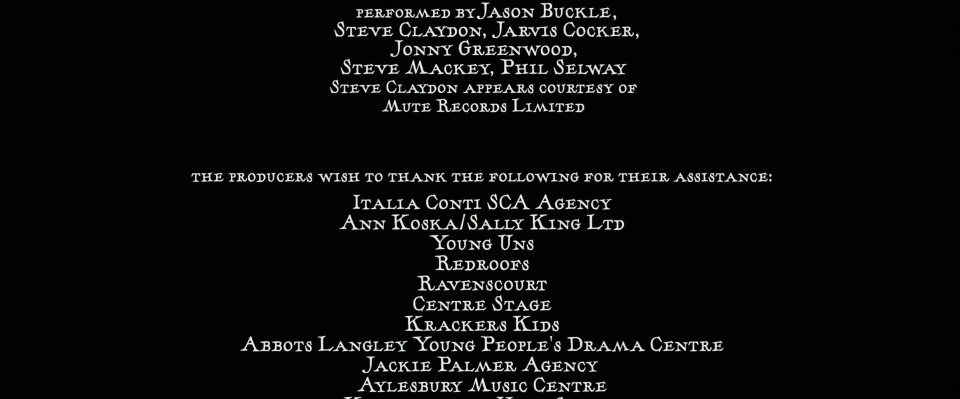 PERFORMED BY JASON BUCKLE,
STEVE CLAYDON, JARVIS COCKER,
JONNY GREENWOOD,
STEVE MACKEY, PHIL SELWAY
STEVE CLAYDON APPEARS COURTESY OF
MUTE RECORDS LIMITED
THE PRODUCERS WISH TO THANK THE FOLLOWING FOR THEIR ASSISTANCE:
ITALIA CONTI SCA AGENCY
ANN KOSKA/SALLY KING LTD
YOUNG UNS
REDROOFS
RAVENSCOURT
CENTRE STAGE
KRACKERS KIDS
ABBOTS LANGLEY YOUNG PEOPLE'S DRAMA CENTRE
JACKIE PALMER AGENCY
AYLESBURY MUSIC CENTRE